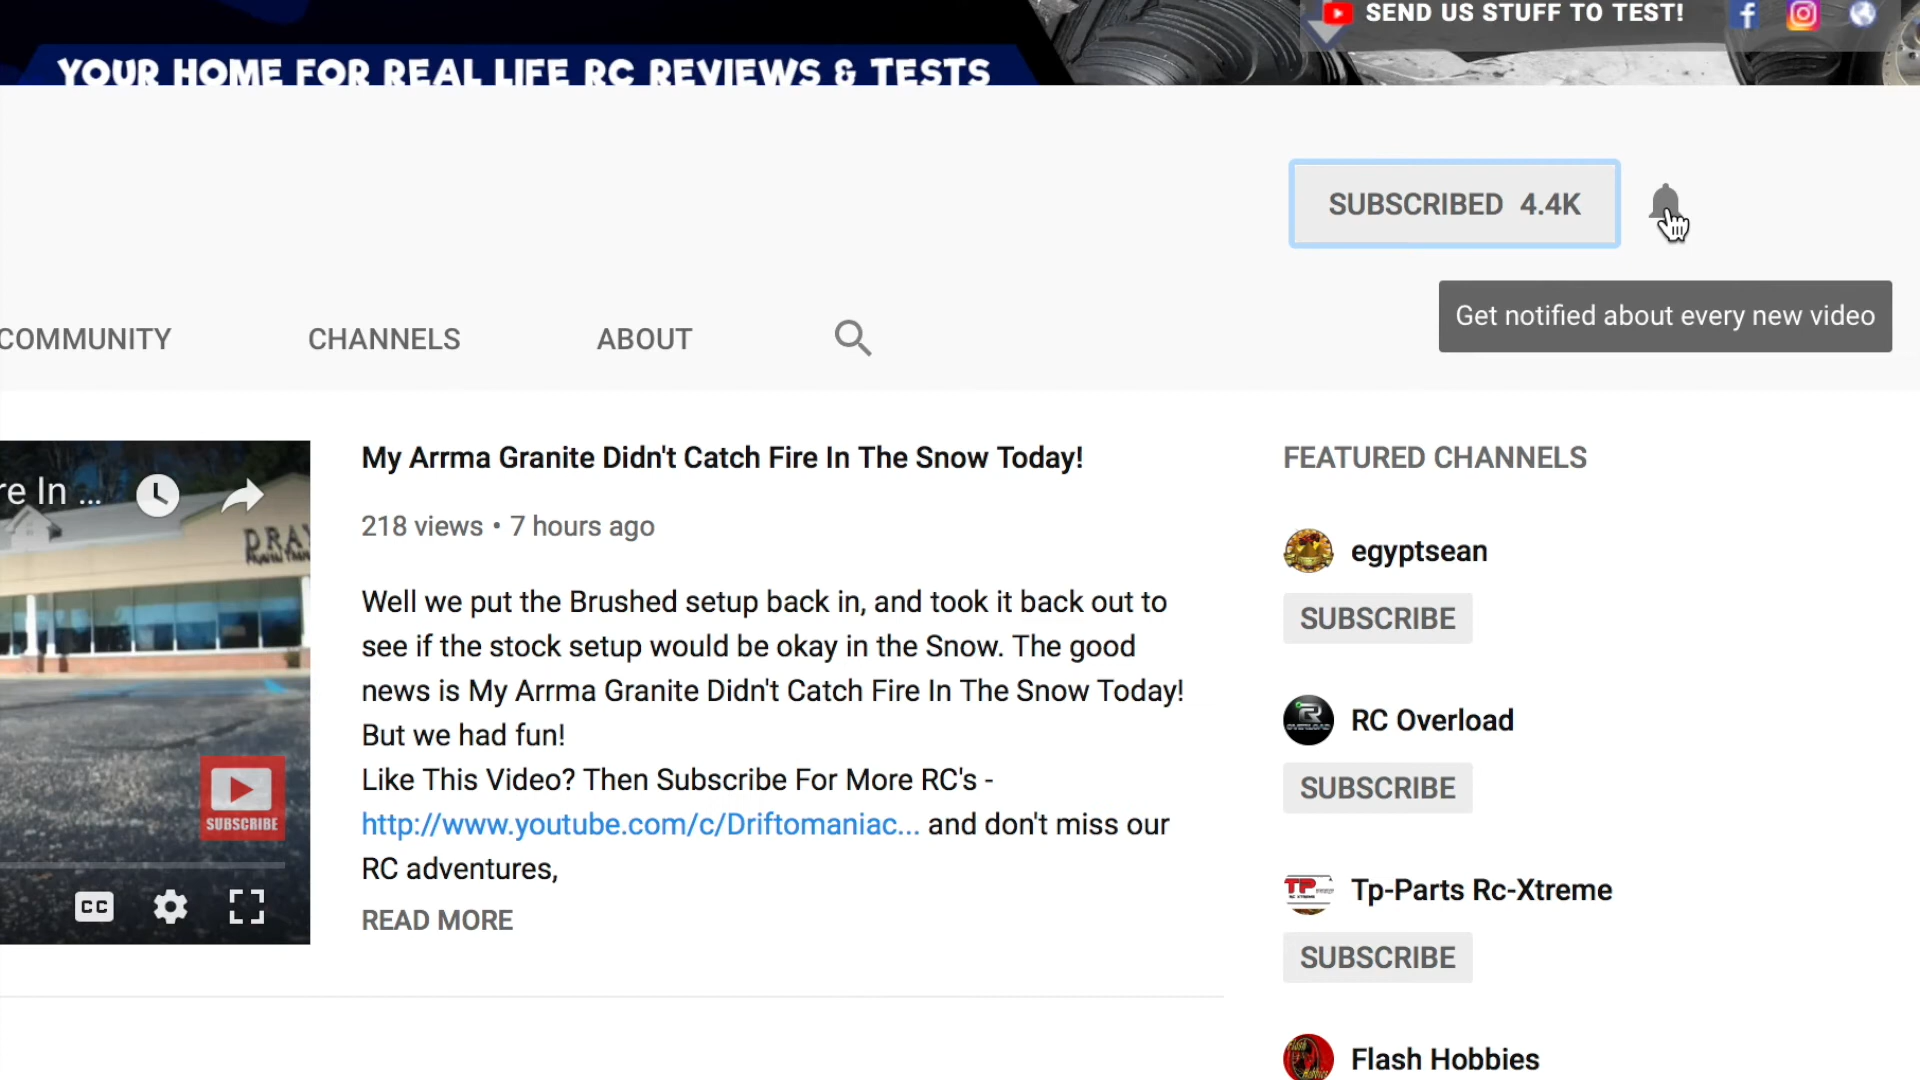 SEND US STUFF TO TEST!
YOUR HOME FOR REAL LIFE RC REVIEWS & TESTS
SUBSCRIBED 4.4K
Get notified about every new video
COMMUNITY
CHANNELS
ABOUT
re In ...
CC
SUBSCRIBE
My Arrma Granite Didn't Catch Fire In The Snow Today!
218 views • 7 hours ago
Well we put the Brushed setup back in, and took it back out to
see if the stock setup would be okay in the Snow. The good
news is My Arrma Granite Didn't Catch Fire In The Snow Today!
But we had fun!
Like This Video? Then Subscribe For More RC's -
http://www.youtube.com/c/Driftomaniac... and don't miss our
RC adventures,
READ MORE
FEATURED CHANNELS
egyptsean
SUBSCRIBE
RC Overload
SUBSCRIBE
TP
Tp-Parts Rc-Xtreme
SUBSCRIBE
Flash Hobbies